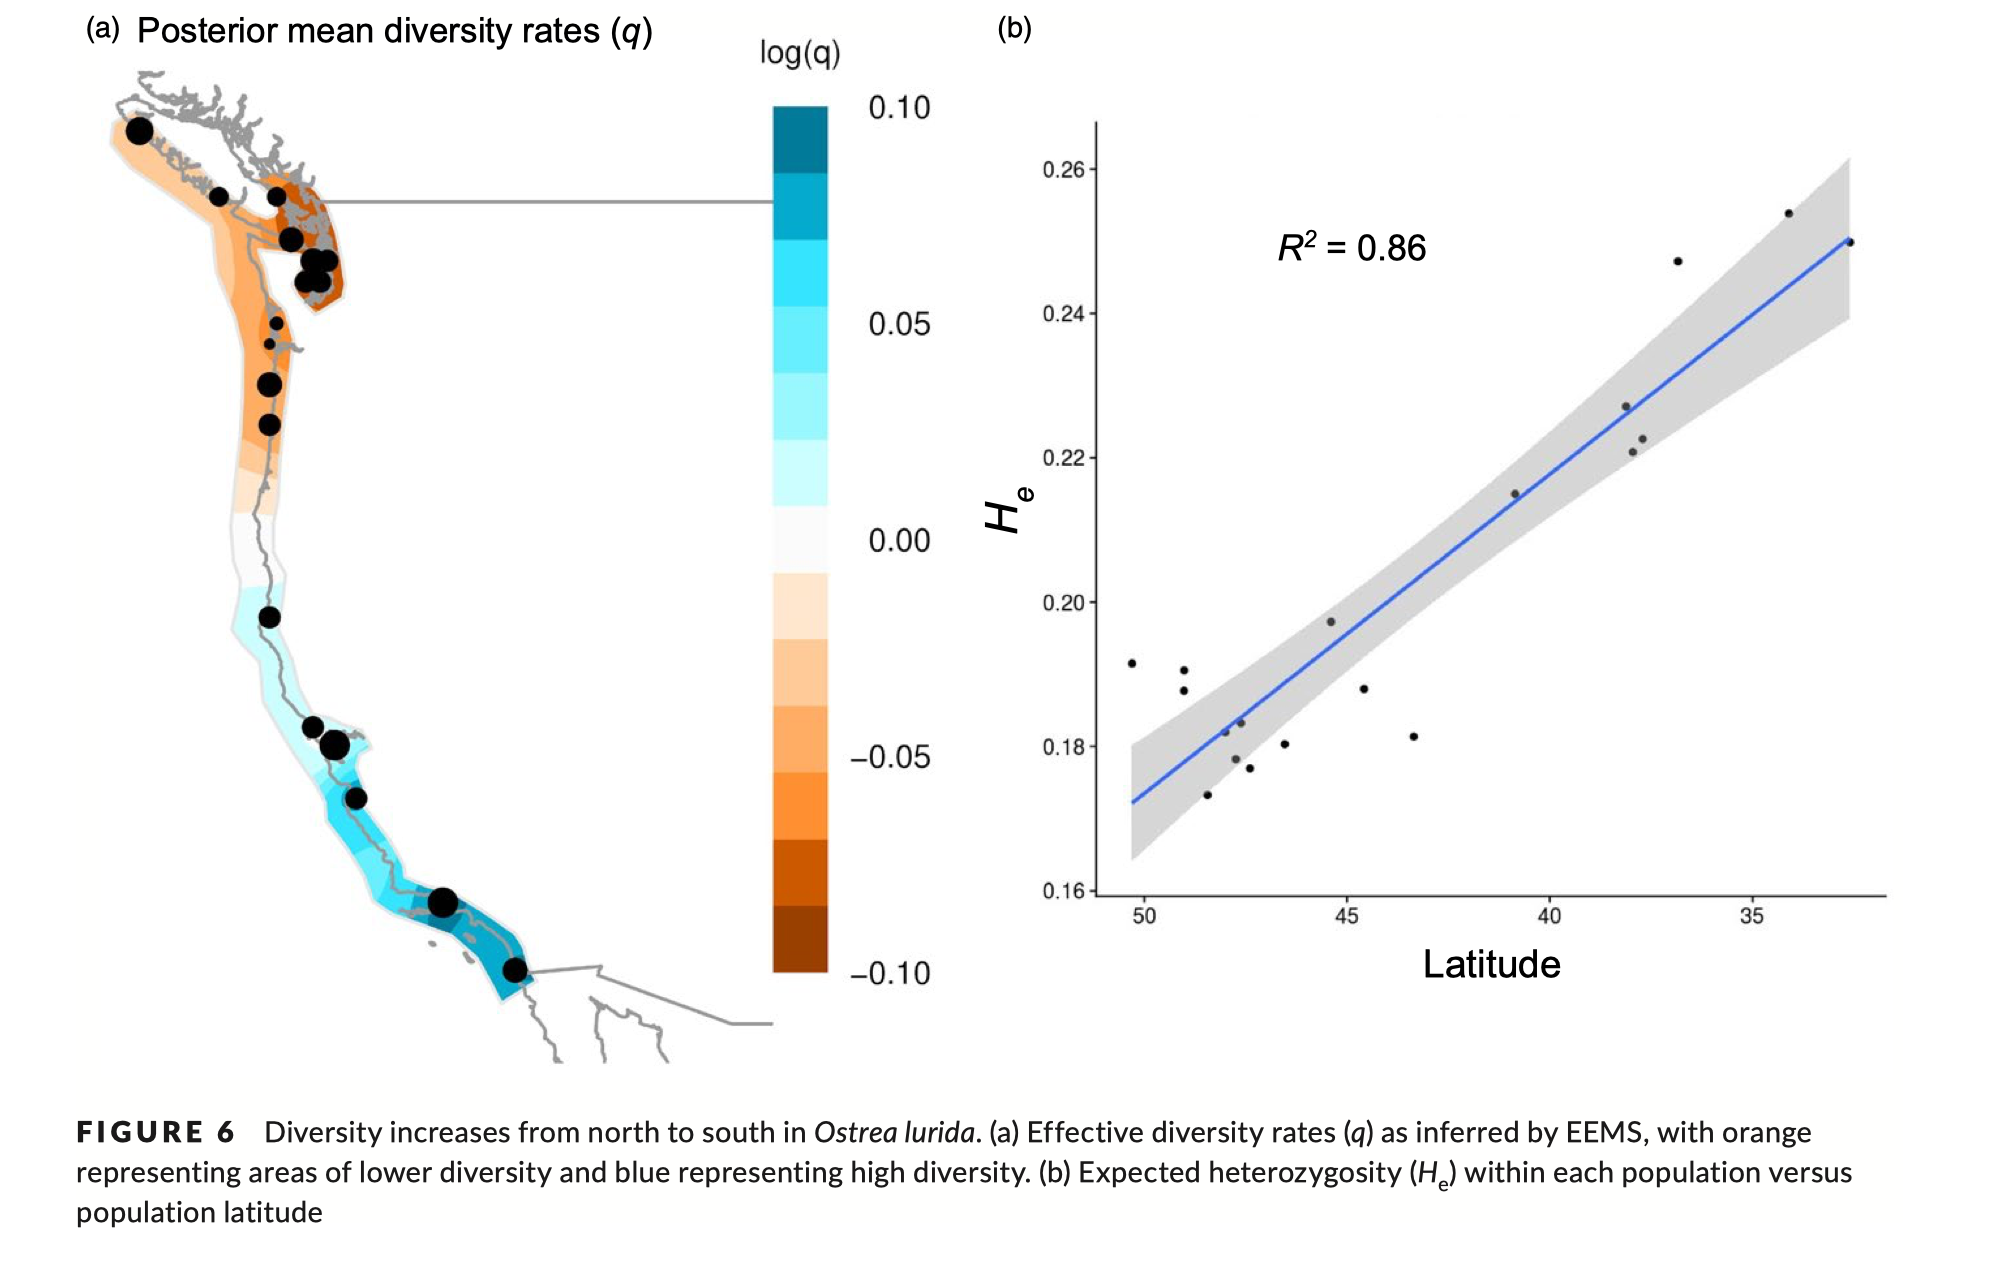 (a) Posterior mean diversity rates (q)
log(q)
0.10
0.05
0.00
−0.05
−0.10
(b)
R² = 0.86
He
0.26
0.24
0.22
0.20
0.18
0.16
50 45 40 35
Latitude
FIGURE 6 Diversity increases from north to south in Ostrea lurida. (a) Effective diversity rates (q) as inferred by EEMS, with orange
representing areas of lower diversity and blue representing high diversity. (b) Expected heterozygosity (He) within each population versus
population latitude